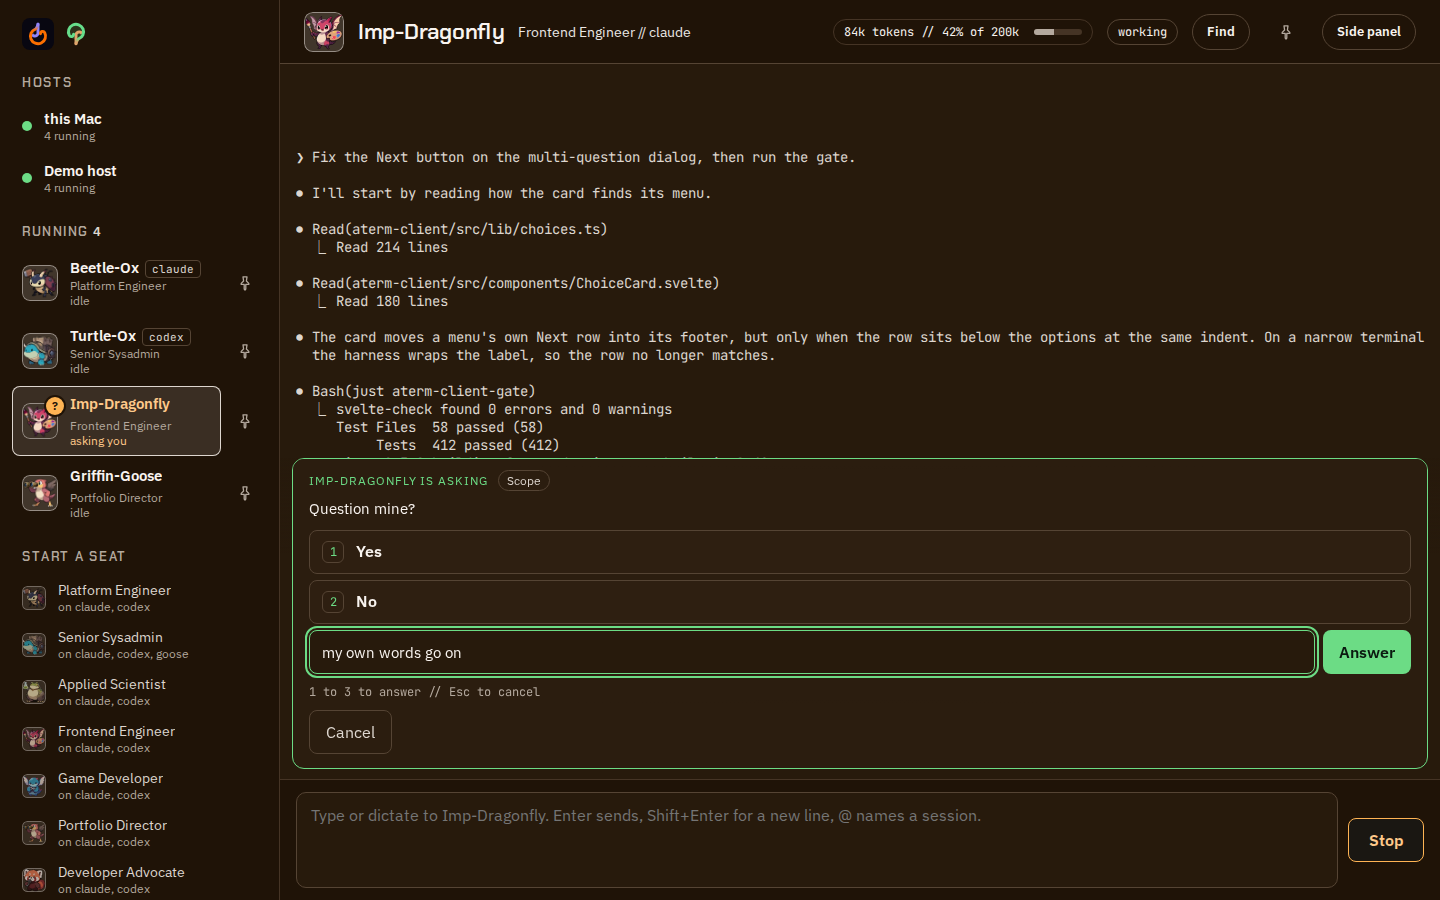 HOSTS
this Mac
4 running
Demo host
4 running
RUNNING 4
Beetle-Ox claude
Platform Engineer
idle
Turtle-Ox codex
Senior Sysadmin
idle
?
Imp-Dragonfly
Frontend Engineer
asking you
Griffin-Goose
Portfolio Director
idle
START A SEAT
Platform Engineer
on claude, codex
Senior Sysadmin
on claude, codex, goose
Applied Scientist
on claude, codex
Frontend Engineer
on claude, codex
Game Developer
on claude, codex
Portfolio Director
on claude, codex
Developer Advocate
on claude, codex
Imp-Dragonfly Frontend Engineer // claude 84k tokens // 42% of 200k working Find Side panel
❯ Fix the Next button on the multi-question dialog, then run the gate.
● I'll start by reading how the card finds its menu.
● Read(aterm-client/src/lib/choices.ts)
⎿ Read 214 lines
● Read(aterm-client/src/components/ChoiceCard.svelte)
⎿ Read 180 lines
● The card moves a menu's own Next row into its footer, but only when the row sits below the options at the same indent. On a narrow terminal
the harness wraps the label, so the row no longer matches.
● Bash(just aterm-client-gate)
⎿ svelte-check found 0 errors and 0 warnings
Test Files 58 passed (58)
Tests 412 passed (412)
IMP-DRAGONFLY IS ASKING Scope
Question mine?
1 Yes
2 No
my own words go on Answer
1 to 3 to answer // Esc to cancel
Cancel
Type or dictate to Imp-Dragonfly. Enter sends, Shift+Enter for a new line, @ names a session.
Stop